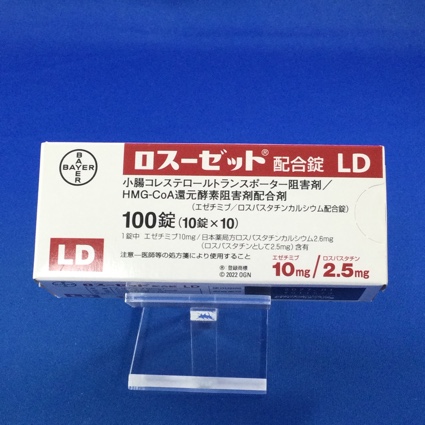 BAYER
BAYER
ロスーゼット® 配合錠 LD
小腸コレステロールトランスポーター阻害剤/
HMG-CoA還元酵素阻害剤配合剤
(エゼチミブ/ロスバスタチンカルシウム配合錠)
100錠 (10錠×10)
1錠中 エゼチミブ10mg/日本薬局方ロスバスタチンカルシウム2.6mg
(ロスバスタチンとして2.5mg) 含有
LD
注意-医師等の処方箋により使用すること
® 登録商標
© 2022 OGN
エゼチミブ ロスバスタチン
10mg/2.5mg